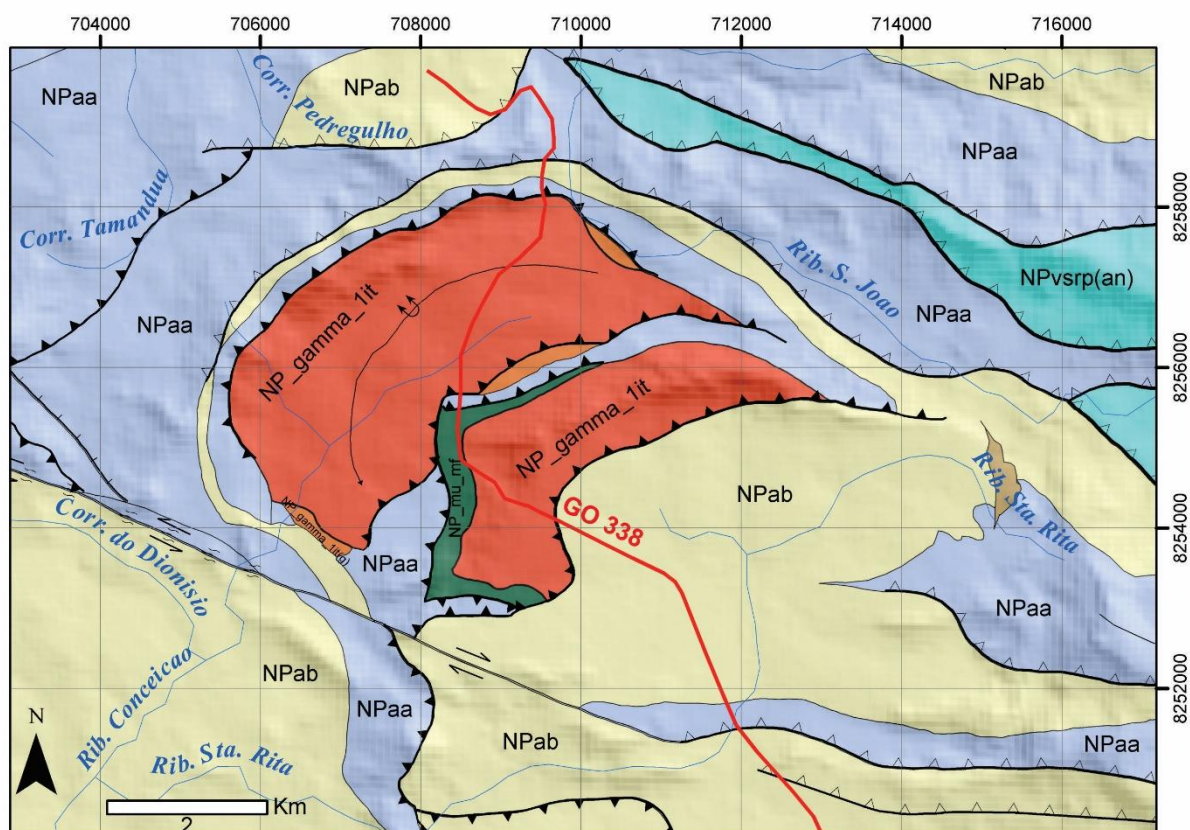 704000 706000 708000 710000 712000 714000 716000
NPaa
Corr. Pedregulho
NPab
NPab
NPaa
8258000
Corr. Tamandua
Rib. S. Joao
NPvsrp(an)
NPaa
NP_gamma_1it
NPaa
8256000
NP_gamma_1it
NP_mu_mf
NPab
Rib. Sta. Rita
GO 338
8254000
NP_gamma_1it(g)
Corr. do Dionisio
NPaa
NPaa
Rib. Conceicao
NPab
NPaa
8252000
N
NPab
NPaa
Rib. Sta. Rita
Km
2